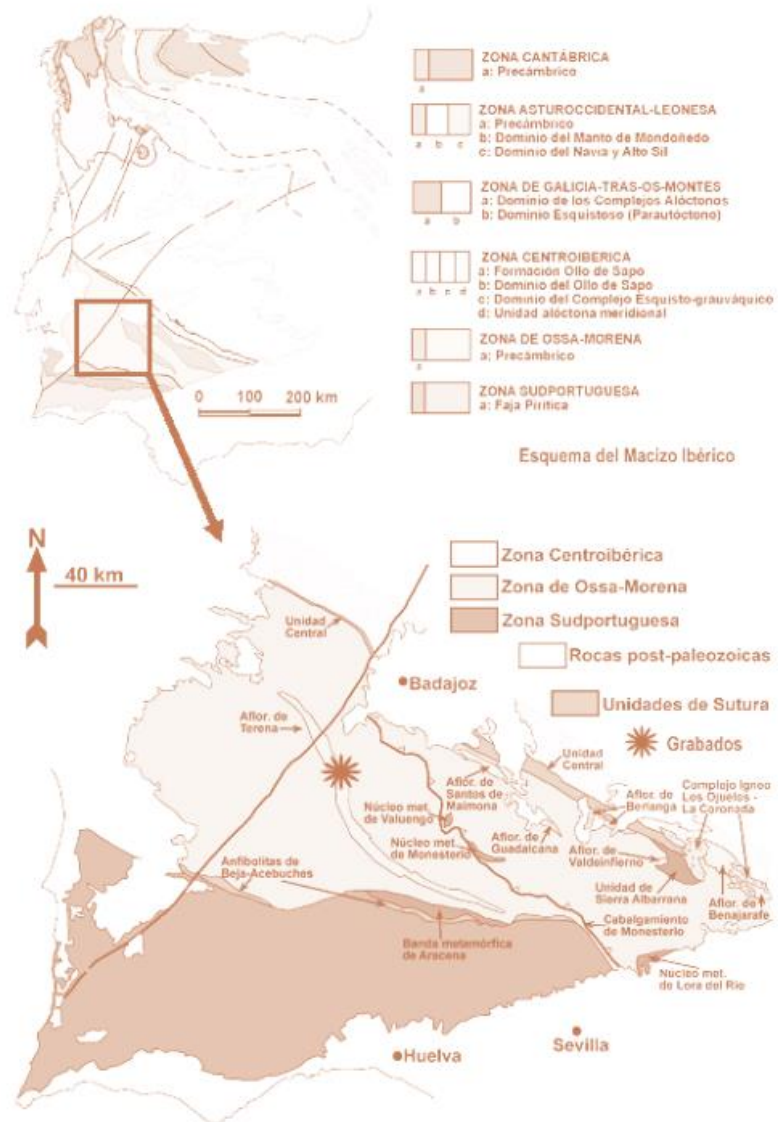 ZONA CANTÁBRICA
a: Precámbrico
a
ZONA ASTUROCCIDENTAL-LEONESA
a: Precámbrico
b: Dominio del Manto de Mondoñedo
c: Dominio del Navia y Alto Sil
a b c
ZONA DE GALICIA-TRAS-OS-MONTES
a: Dominio de los Complejos Alóctonos
b: Dominio Esquistoso (Parautóctono)
a b
ZONA CENTROIBERICA
a: Formación Ollo de Sapo
b: Dominio del Ollo de Sapo
c: Dominio del Complejo Esquisto-grauváquico
d: Unidad alóctona meridional
a b c d
ZONA DE OSSA-MORENA
a: Precámbrico
a
ZONA SUDPORTUGUESA
a: Faja Pirítica
a
0 100 200 km
Esquema del Macizo Ibérico
N
40 km
Zona Centroibérica
Zona de Ossa-Morena
Zona Sudportuguesa
Rocas post-paleozoicas
Unidades de Sutura
Grabados
Unidad
Central
Badajoz
Aflor. de
Terena
Unidad
Central
Aflor. de
Santos de
Maimona
Aflor. de
Berlanga
Complejo Igneo
Los Ojuelos -
La Coronada
Núcleo met.
de Valuengo
Núcleo met.
de Monesterio
Aflor. de
Guadalcana
Aflor. de
Valdeinfierno
Anfibolitas de
Beja-Acebuches
Unidad de
Sierra Albarrana
Aflor. de
Benajarafe
Banda metamórfica
de Aracena
Cabalgamiento
de Monesterio
Núcleo met.
de Lora del Río
Huelva
Sevilla